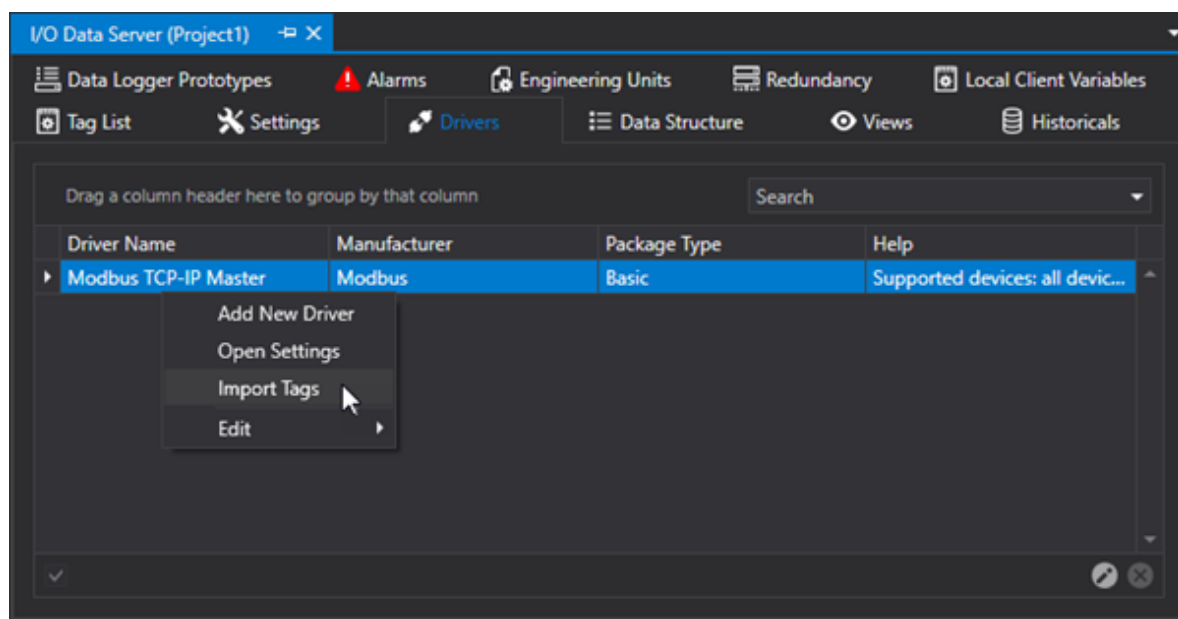 I/O Data Server (Project1)
Data Logger Prototypes Alarms Engineering Units Redundancy Local Client Variables
Tag List Settings Drivers Data Structure Views Historicals
Drag a column header here to group by that column Search
Driver Name Manufacturer Package Type Help
Modbus TCP-IP Master Modbus Basic Supported devices: all devic...
Add New Driver
Open Settings
Import Tags
Edit